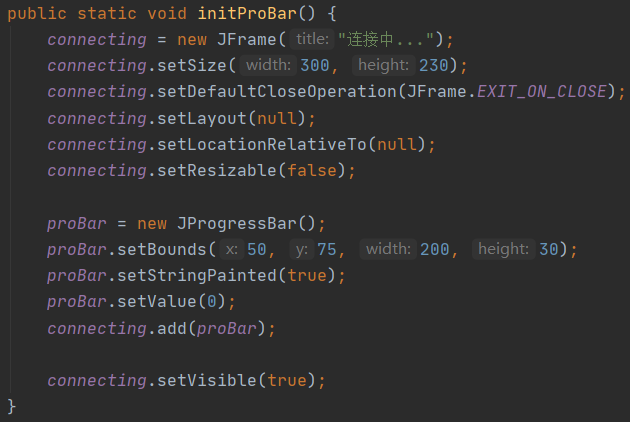 public static void initProBar() {
    connecting = new JFrame( title: "连接中...");
    connecting.setSize( width: 300, height: 230);
    connecting.setDefaultCloseOperation(JFrame.EXIT_ON_CLOSE);
    connecting.setLayout(null);
    connecting.setLocationRelativeTo(null);
    connecting.setResizable(false);

    proBar = new JProgressBar();
    proBar.setBounds( x: 50, y: 75, width: 200, height: 30);
    proBar.setStringPainted(true);
    proBar.setValue(0);
    connecting.add(proBar);

    connecting.setVisible(true);
}